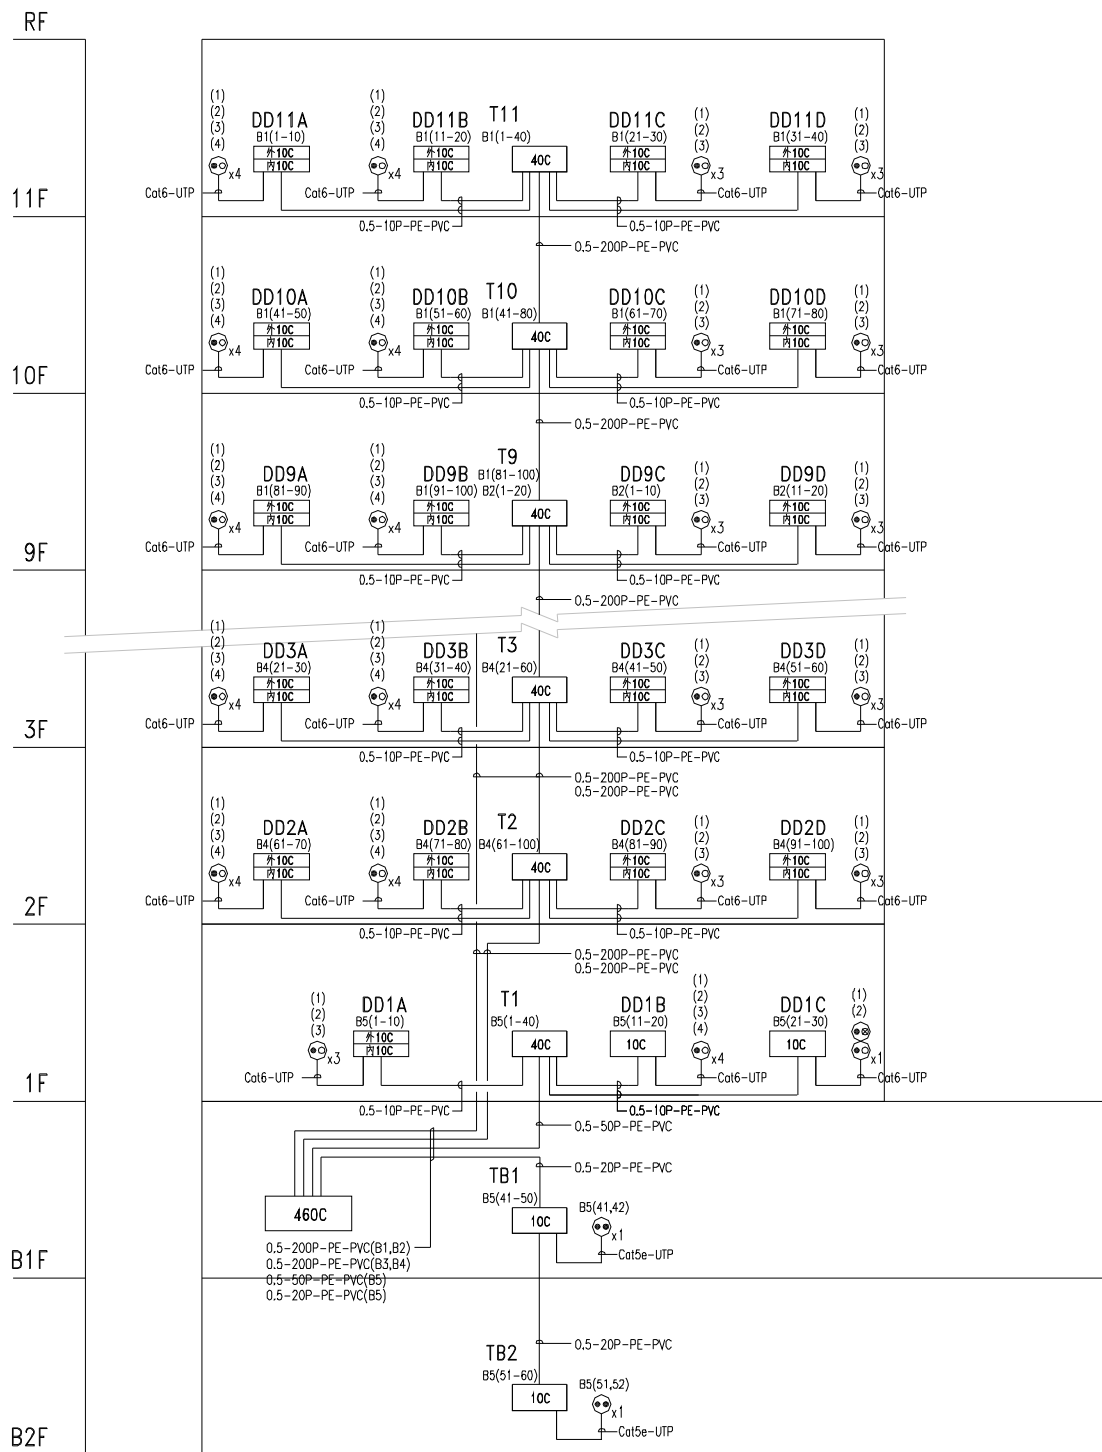 RF
(1)
(2)
(3)
(4)
DD11A
B1(1-10)
外10C
内10C
x4
Cat6-UTP
(1)
(2)
(3)
(4)
DD11B
B1(11-20)
外10C
内10C
x4
Cat6-UTP
T11
B1(1-40)
40C
DD11C
B1(21-30)
外10C
内10C
(1)
(2)
(3)
x3
Cat6-UTP
DD11D
B1(31-40)
外10C
内10C
(1)
(2)
(3)
x3
Cat6-UTP
11F
0.5-10P-PE-PVC
0.5-10P-PE-PVC
0.5-200P-PE-PVC
(1)
(2)
(3)
(4)
DD10A
B1(41-50)
外10C
内10C
x4
Cat6-UTP
(1)
(2)
(3)
(4)
DD10B
B1(51-60)
外10C
内10C
x4
Cat6-UTP
T10
B1(41-80)
40C
DD10C
B1(61-70)
外10C
内10C
(1)
(2)
(3)
x3
Cat6-UTP
DD10D
B1(71-80)
外10C
内10C
(1)
(2)
(3)
x3
Cat6-UTP
10F
0.5-10P-PE-PVC
0.5-10P-PE-PVC
0.5-200P-PE-PVC
(1)
(2)
(3)
(4)
DD9A
B1(81-90)
外10C
内10C
x4
Cat6-UTP
(1)
(2)
(3)
(4)
DD9B
B1(91-100)
外10C
内10C
x4
Cat6-UTP
T9
B1(81-100)
B2(1-20)
40C
DD9C
B2(1-10)
外10C
内10C
(1)
(2)
(3)
x3
Cat6-UTP
DD9D
B2(11-20)
外10C
内10C
(1)
(2)
(3)
x3
Cat6-UTP
9F
0.5-10P-PE-PVC
0.5-10P-PE-PVC
0.5-200P-PE-PVC
(1)
(2)
(3)
(4)
DD3A
B4(21-30)
外10C
内10C
x4
Cat6-UTP
(1)
(2)
(3)
(4)
DD3B
B4(31-40)
外10C
内10C
x4
Cat6-UTP
T3
B4(21-60)
40C
DD3C
B4(41-50)
外10C
内10C
(1)
(2)
(3)
x3
Cat6-UTP
DD3D
B4(51-60)
外10C
内10C
(1)
(2)
(3)
x3
Cat6-UTP
3F
0.5-10P-PE-PVC
0.5-10P-PE-PVC
0.5-200P-PE-PVC
0.5-200P-PE-PVC
(1)
(2)
(3)
(4)
DD2A
B4(61-70)
外10C
内10C
x4
Cat6-UTP
(1)
(2)
(3)
(4)
DD2B
B4(71-80)
外10C
内10C
x4
Cat6-UTP
T2
B4(61-100)
40C
DD2C
B4(81-90)
外10C
内10C
(1)
(2)
(3)
x3
Cat6-UTP
DD2D
B4(91-100)
外10C
内10C
(1)
(2)
(3)
x3
Cat6-UTP
2F
0.5-10P-PE-PVC
0.5-10P-PE-PVC
0.5-200P-PE-PVC
0.5-200P-PE-PVC
(1)
(2)
(3)
DD1A
B5(1-10)
外10C
内10C
x3
Cat6-UTP
T1
B5(1-40)
40C
DD1B
B5(11-20)
10C
(1)
(2)
(3)
(4)
x4
Cat6-UTP
DD1C
B5(21-30)
10C
(1)
(2)
x1
Cat6-UTP
1F
0.5-10P-PE-PVC
0.5-10P-PE-PVC
0.5-50P-PE-PVC
0.5-20P-PE-PVC
TB1
B5(41-50)
10C
B5(41,42)
x1
Cat5e-UTP
460C
0.5-200P-PE-PVC(B1,B2)
0.5-200P-PE-PVC(B3,B4)
0.5-50P-PE-PVC(B5)
0.5-20P-PE-PVC(B5)
B1F
0.5-20P-PE-PVC
TB2
B5(51-60)
10C
B5(51,52)
x1
Cat5e-UTP
B2F